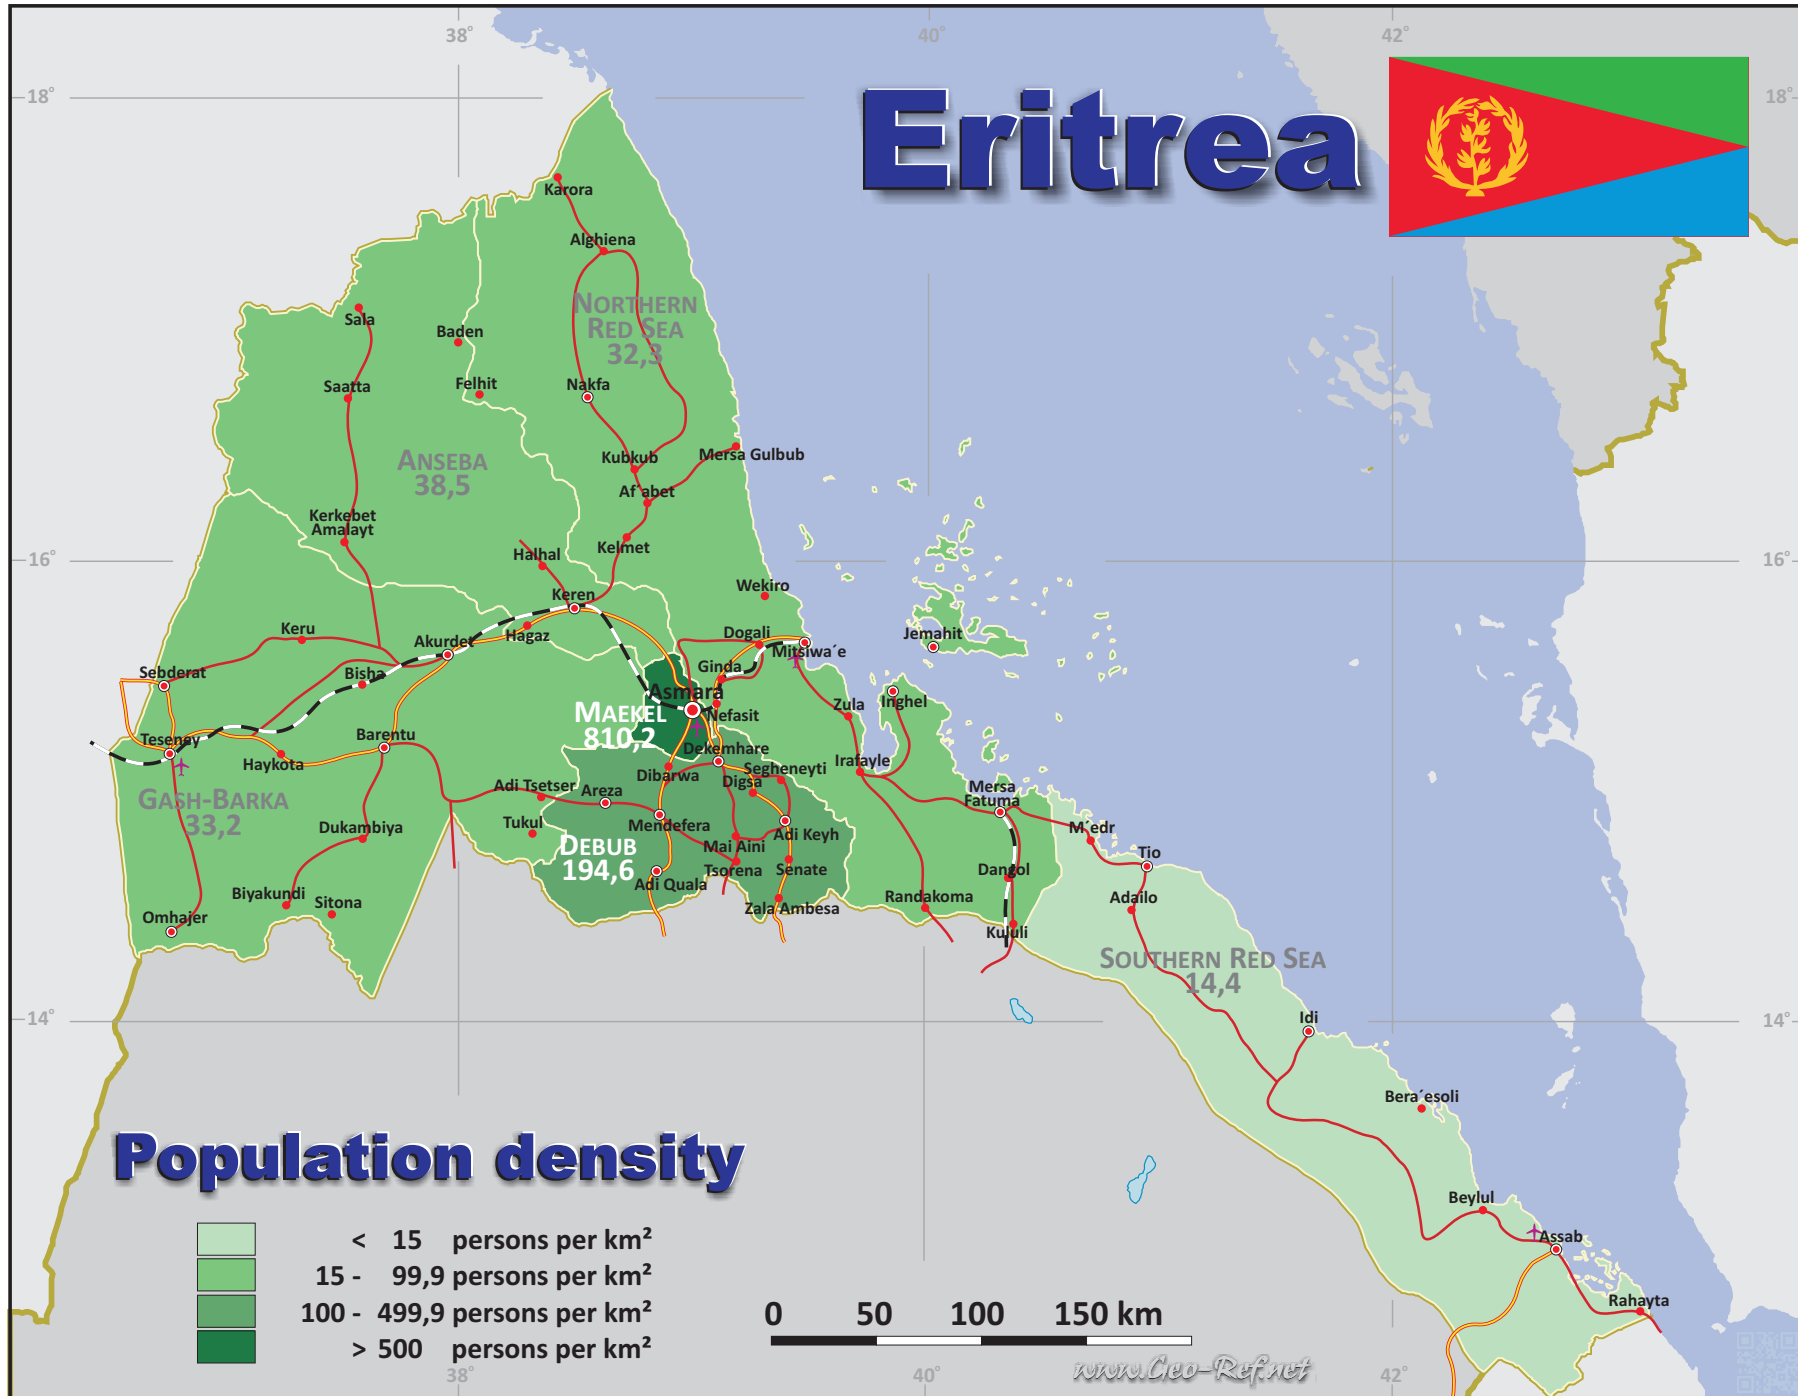 38°
40°
42°
18°
18°
Eritrea
Karora
Alghiena
NORTHERN
RED SEA
32,3
Sala
Baden
Saatta
Felhit
Nakfa
ANSEBA
38,5
Kubkub
Mersa Gulbub
Af´abet
Kerkebet
Amalayt
Halhal
Kelmet
16°
16°
Wekiro
Keren
Keru
Hagaz
Akurdet
Dogali
Mitsiwa´e
Jemahit
Sebderat
Bisha
Ginda
Asmara
Inghel
Zula
MAEKEL
810,2
Nefasit
Teseney
Barentu
Dekemhare
Haykota
Dibarwa
Segheneyti
Digsa
Irafayle
Adi Tsetser
Areza
Mersa
Fatuma
GASH-BARKA
33,2
Dukambiya
Tukul
Mendefera
Adi Keyh
M´edr
DEBUB
194,6
Mai Aini
Tsorena
Senate
Tio
Dangol
Adi Quala
Biyakundi
Sitona
Zala Ambesa
Randakoma
Adailo
Omhajer
Kululi
SOUTHERN RED SEA
14,4
14°
14°
Idi
Bera´esoli
Population density
Beylul
Assab
< 15 persons per km²
15 - 99,9 persons per km²
100 - 499,9 persons per km²
> 500 persons per km²
Rahayta
0 50 100 150 km
www.Geo-Ref.net
38°
40°
42°